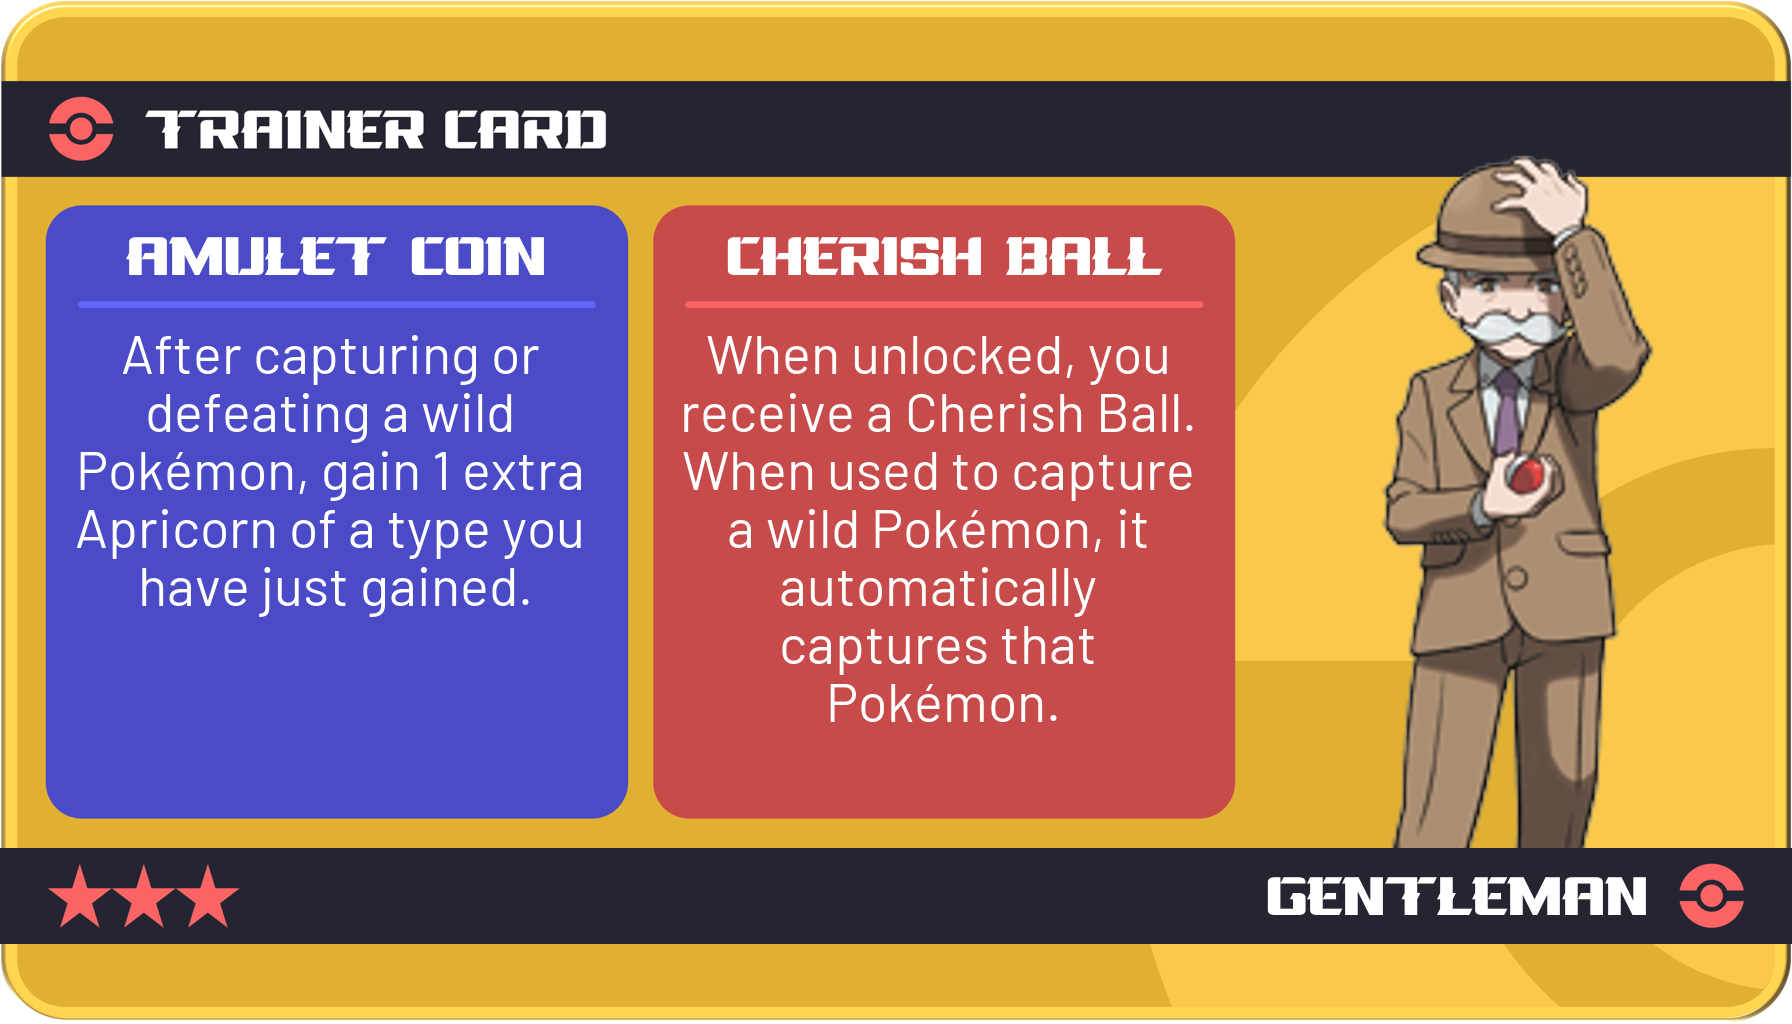 TRAINER CARD
AMULET COIN
After capturing or
defeating a wild
Pokémon, gain 1 extra
Apricorn of a type you
have just gained.
CHERISH BALL
When unlocked, you
receive a Cherish Ball.
When used to capture
a wild Pokémon, it
automatically
captures that
Pokémon.
GENTLEMAN